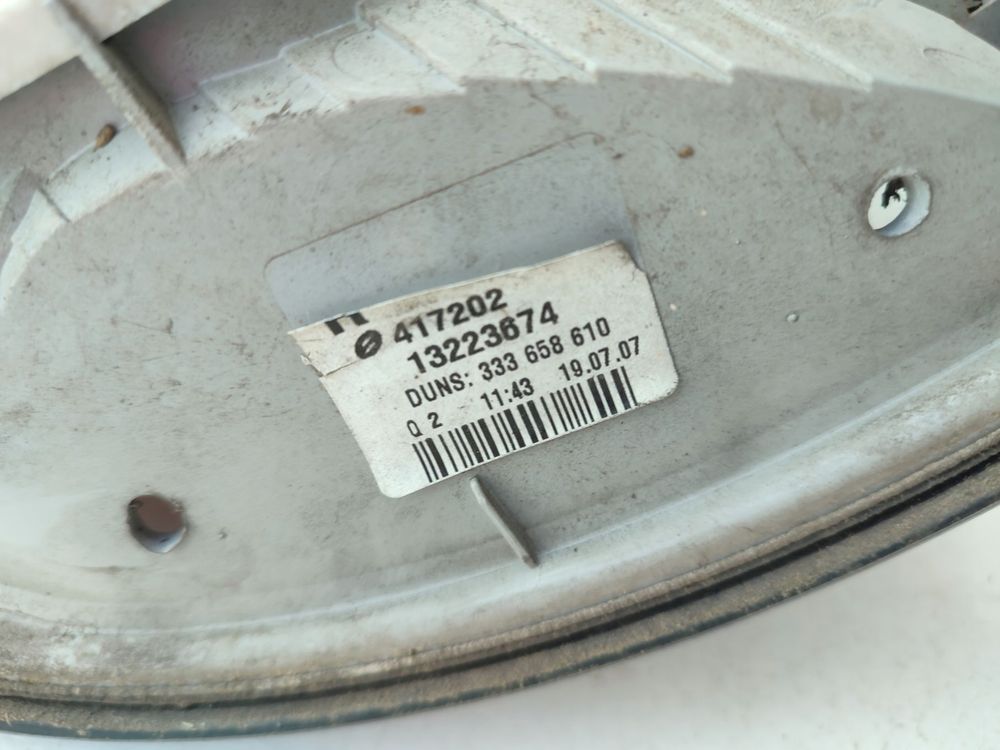 417202
13223674
DUNS: 333 658 610
Q 2 11:43 19.07.07